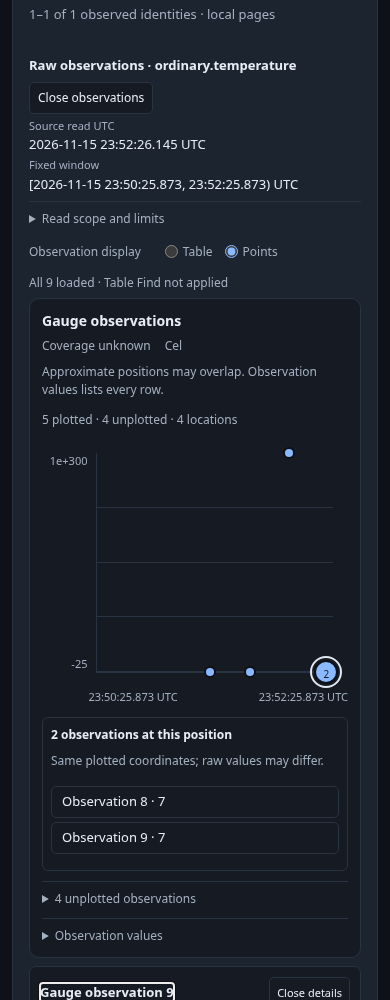 1–1 of 1 observed identities · local pages
Raw observations · ordinary.temperature
Close observations
Source read UTC
2026-11-15 23:52:26.145 UTC
Fixed window
[2026-11-15 23:50:25.873, 23:52:25.873) UTC
Read scope and limits
Observation display Table Points
All 9 loaded · Table Find not applied
Gauge observations
Coverage unknown Cel
Approximate positions may overlap. Observation
values lists every row.
5 plotted · 4 unplotted · 4 locations
1e+300
-25
2
23:50:25.873 UTC 23:52:25.873 UTC
2 observations at this position
Same plotted coordinates; raw values may differ.
Observation 8 · 7
Observation 9 · 7
4 unplotted observations
Observation values
Gauge observation 9 Close details